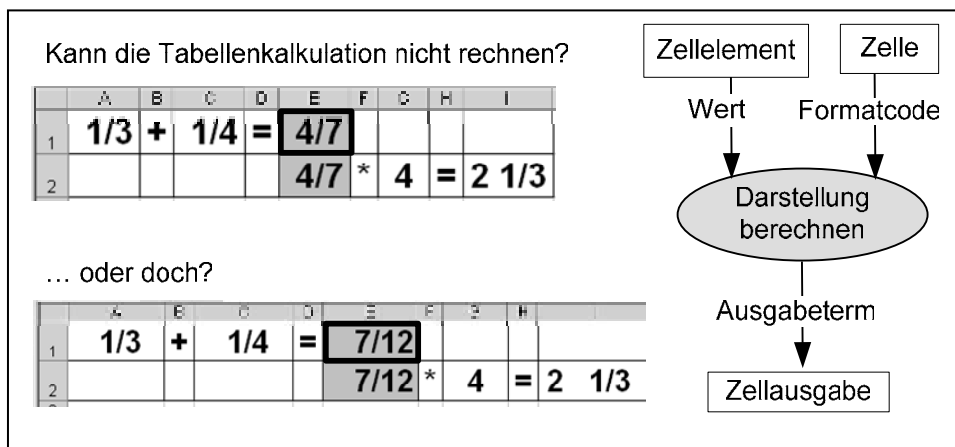 Kann die Tabellenkalkulation nicht rechnen?
A B C D E F G H I
1 1/3 + 1/4 = 4/7
2 4/7 * 4 = 2 1/3
… oder doch?
A B C D E F G H
1 1/3 + 1/4 = 7/12
2 7/12 * 4 = 2 1/3
Zellelement Zelle
Wert Formatcode
Darstellung
berechnen
Ausgabeterm
Zellausgabe